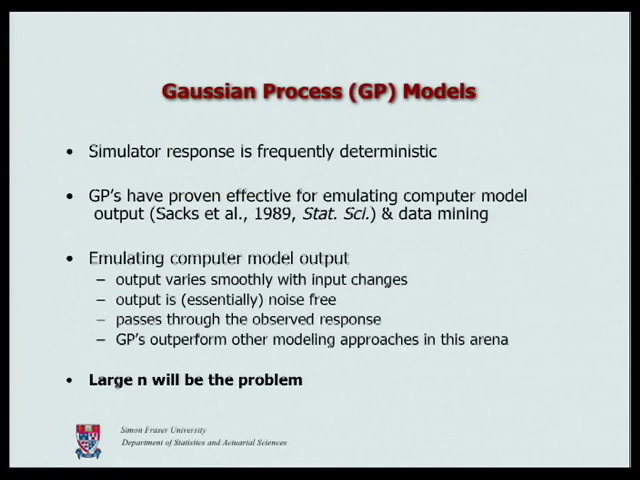 Gaussian Process (GP) Models
• Simulator response is frequently deterministic
• GP's have proven effective for emulating computer model
output (Sacks et al., 1989, Stat. Sci.) & data mining
• Emulating computer model output
– output varies smoothly with input changes
– output is (essentially) noise free
– passes through the observed response
– GP's outperform other modeling approaches in this arena
• Large n will be the problem
Simon Fraser University
Department of Statistics and Actuarial Sciences